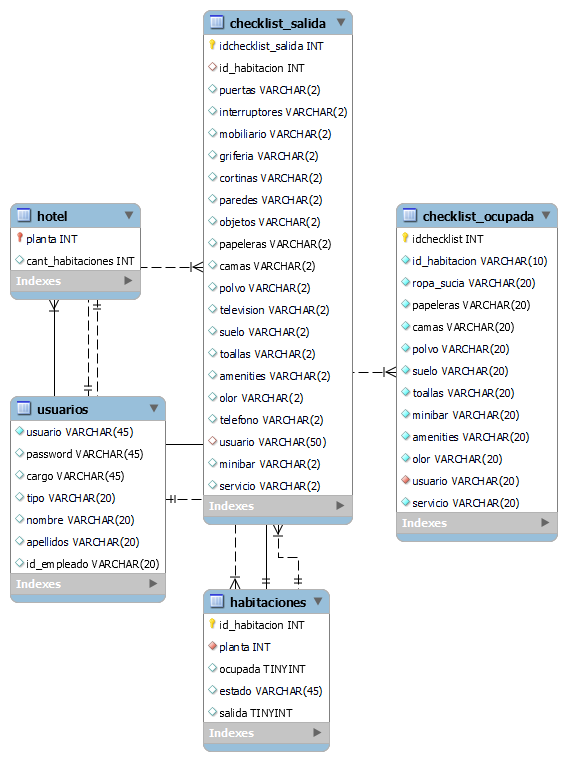 checklist_salida
idchecklist_salida INT
id_habitacion INT
puertas VARCHAR(2)
interruptores VARCHAR(2)
mobiliario VARCHAR(2)
griferia VARCHAR(2)
cortinas VARCHAR(2)
paredes VARCHAR(2)
objetos VARCHAR(2)
papeleras VARCHAR(2)
camas VARCHAR(2)
polvo VARCHAR(2)
television VARCHAR(2)
suelo VARCHAR(2)
toallas VARCHAR(2)
amenities VARCHAR(2)
olor VARCHAR(2)
telefono VARCHAR(2)
usuario VARCHAR(50)
minibar VARCHAR(2)
servicio VARCHAR(2)
Indexes
hotel
planta INT
cant_habitaciones INT
Indexes
checklist_ocupada
idchecklist INT
id_habitacion VARCHAR(10)
ropa_sucia VARCHAR(20)
papeleras VARCHAR(20)
camas VARCHAR(20)
polvo VARCHAR(20)
suelo VARCHAR(20)
toallas VARCHAR(20)
minibar VARCHAR(20)
amenities VARCHAR(20)
olor VARCHAR(20)
usuario VARCHAR(20)
servicio VARCHAR(20)
Indexes
usuarios
usuario VARCHAR(45)
password VARCHAR(45)
cargo VARCHAR(45)
tipo VARCHAR(20)
nombre VARCHAR(20)
apellidos VARCHAR(20)
id_empleado VARCHAR(20)
Indexes
habitaciones
id_habitacion INT
planta INT
ocupada TINYINT
estado VARCHAR(45)
salida TINYINT
Indexes